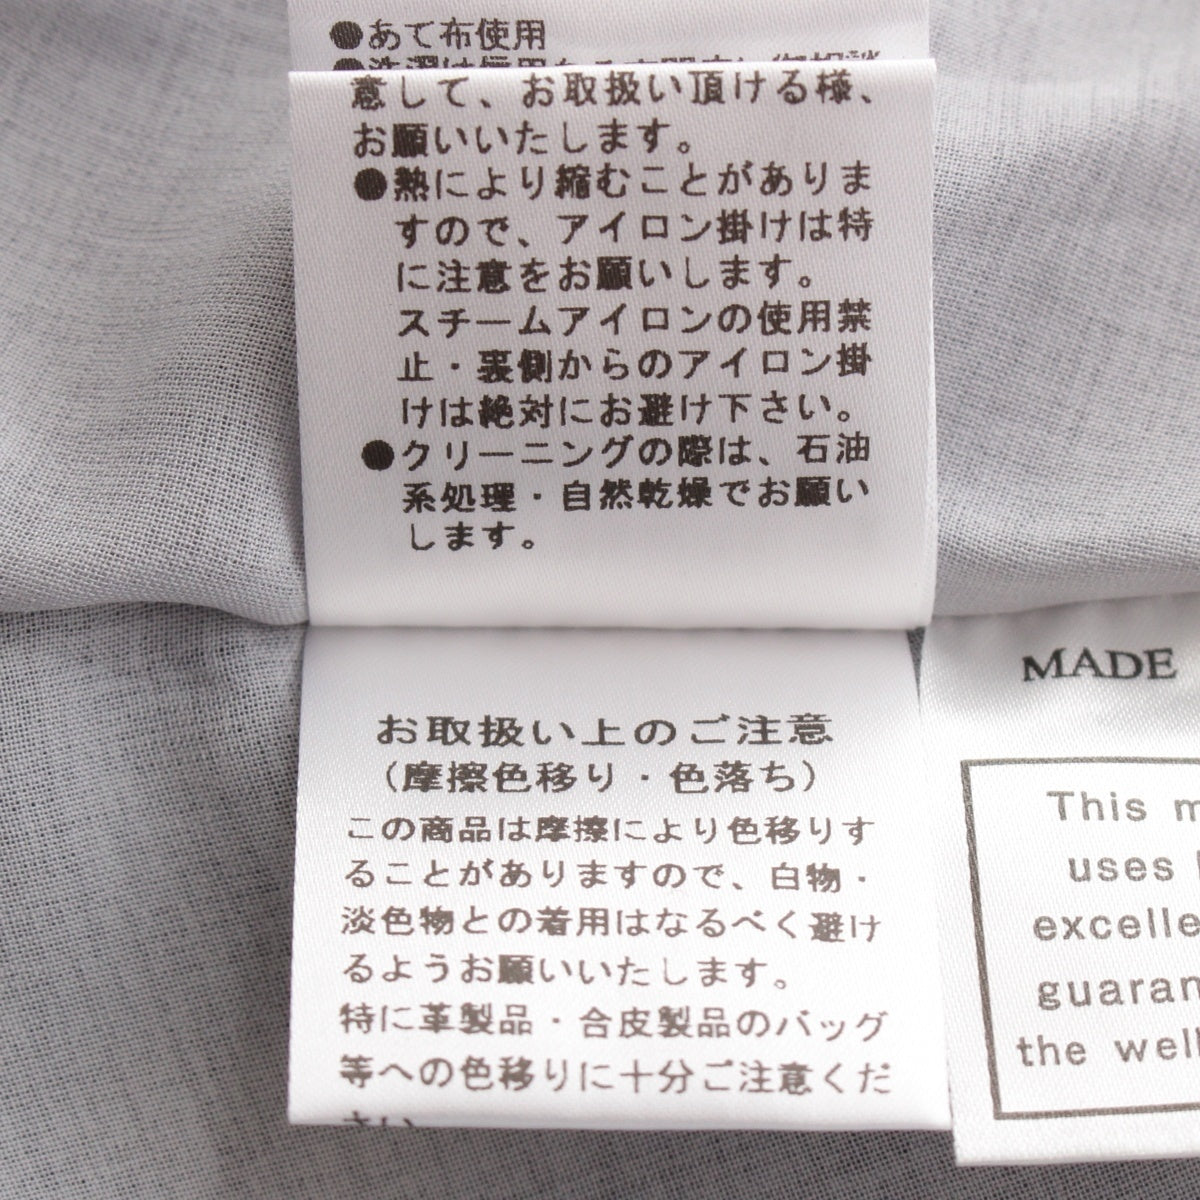 ●あて布使用
意して、お取扱い頂ける様、
お願いいたします。
●熱により縮むことがありま
すので、アイロン掛けは特
に注意をお願いします。
スチームアイロンの使用禁
止・裏側からのアイロン掛
けは絶対にお避け下さい。
●クリーニングの際は、石油
系処理・自然乾燥でお願い
します。
お取扱い上のご注意
(摩擦色移り・色落ち)
この商品は摩擦により色移りす
ることがありますので、白物・
淡色物との着用はなるべく避け
るようお願いいたします。
特に革製品・合皮製品のバッグ
等への色移りに十分ご注意くだ
さい
MADE
This m
uses
excelle
guaran
the well